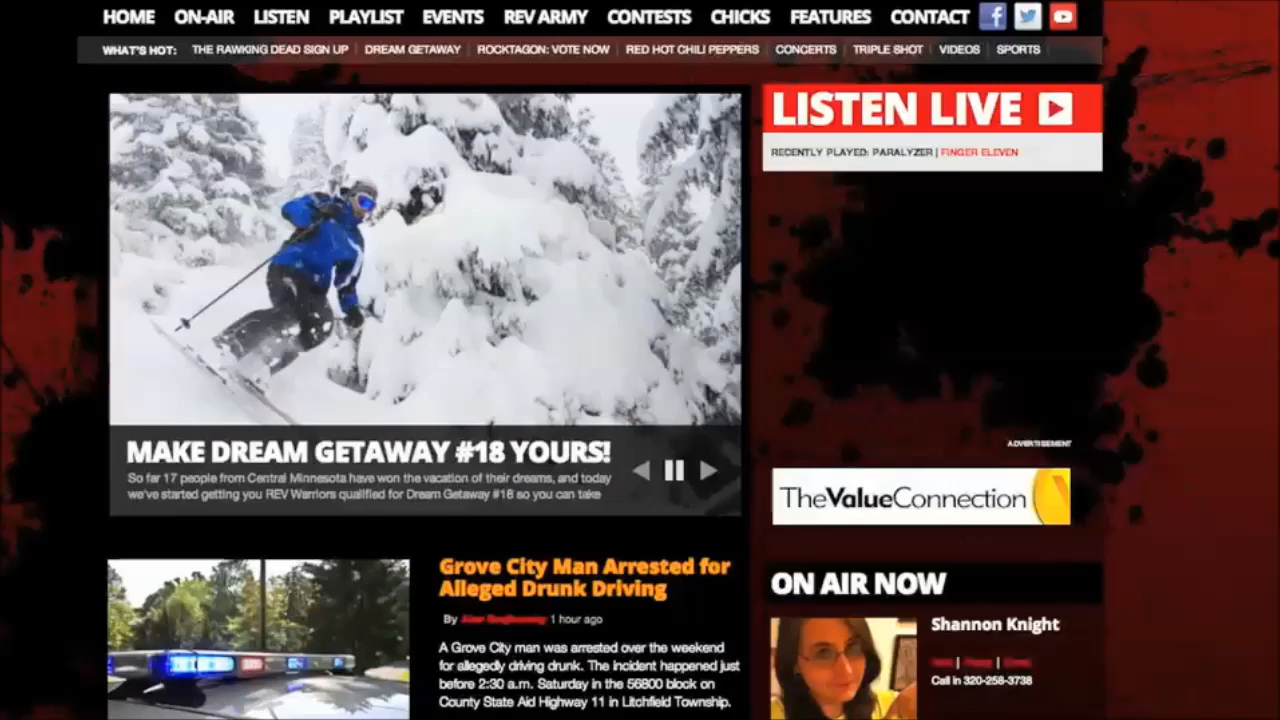 HOME ON-AIR LISTEN PLAYLIST EVENTS REV ARMY CONTESTS CHICKS FEATURES CONTACT
WHAT'S HOT: THE RAWKING DEAD SIGN UP DREAM GETAWAY ROCKTAGON: VOTE NOW RED HOT CHILI PEPPERS CONCERTS TRIPLE SHOT VIDEOS SPORTS
LISTEN LIVE
RECENTLY PLAYED: PARALYZER | FINGER ELEVEN
MAKE DREAM GETAWAY #18 YOURS!
So far 17 people from Central Minnesota have won the vacation of their dreams, and today
we've started getting you REV Warriors qualified for Dream Getaway #18 so you can take
ADVERTISEMENT
TheValueConnection
Grove City Man Arrested for
Alleged Drunk Driving
By 1 hour ago
A Grove City man was arrested over the weekend
for allegedly driving drunk. The incident happened just
before 2:30 a.m. Saturday in the 56800 block on
County State Aid Highway 11 in Litchfield Township.
ON AIR NOW
Shannon Knight
| |
Call in 320-258-3738